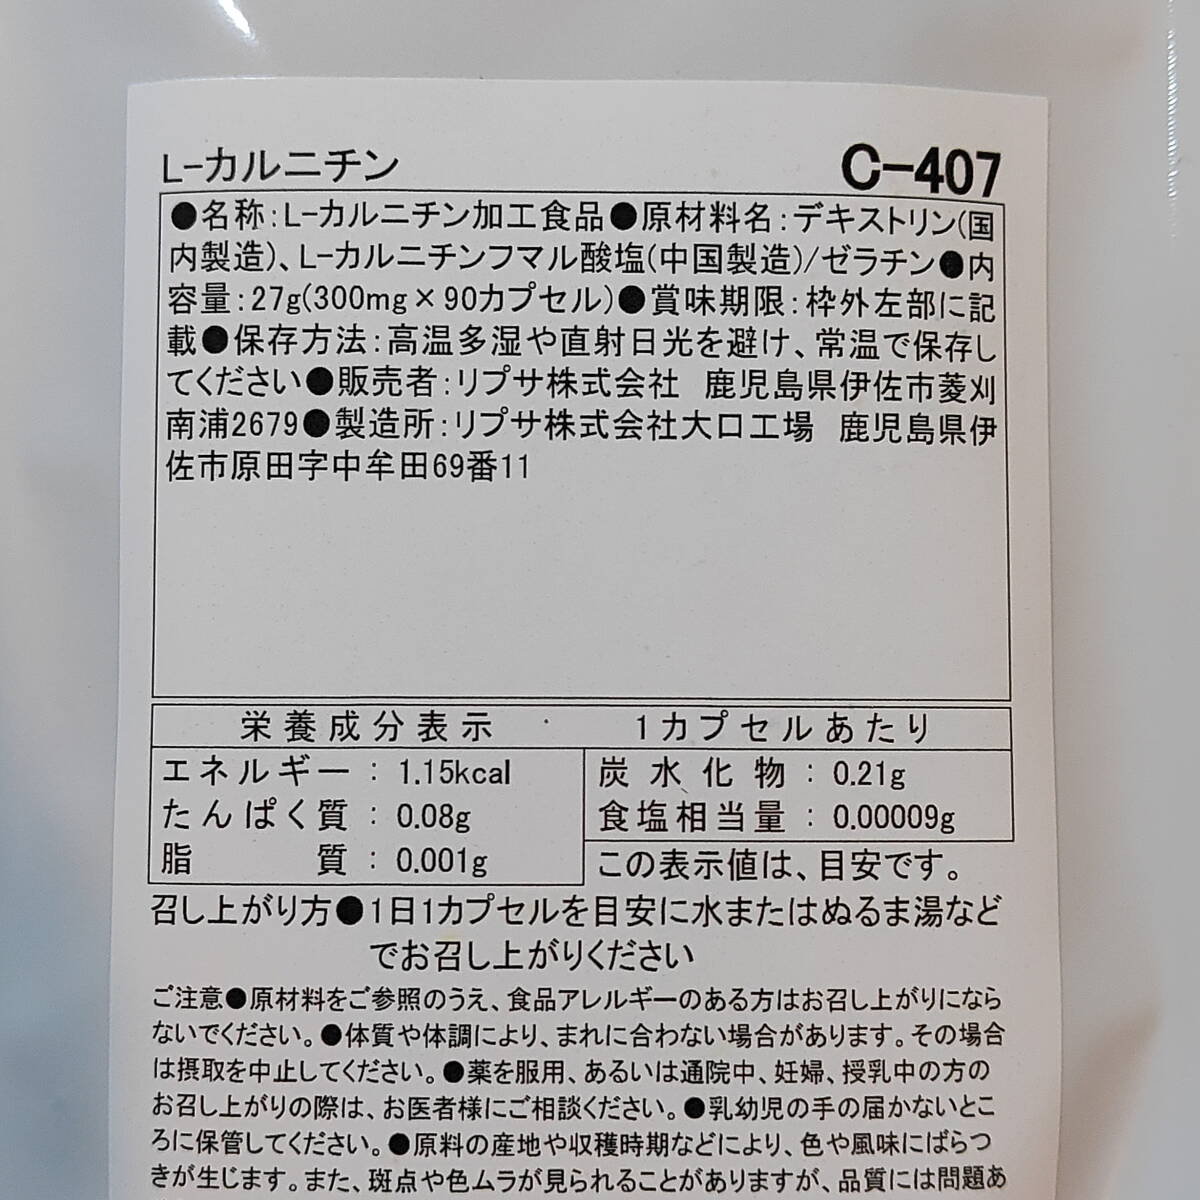 L-カルニチン C-407
●名称:L-カルニチン加工食品●原材料名:デキストリン(国
内製造)、L-カルニチンフマル酸塩(中国製造)/ゼラチン●内
容量:27g(300mg×90カプセル)●賞味期限:枠外左部に記
載●保存方法:高温多湿や直射日光を避け、常温で保存し
てください●販売者:リプサ株式会社 鹿児島県伊佐市菱刈
南浦2679●製造所:リプサ株式会社大口工場 鹿児島県伊
佐市原田字中牟田69番11
栄養成分表示 1カプセルあたり
エネルギー:1.15kcal 炭水化物:0.21g
たんぱく質:0.08g 食塩相当量:0.00009g
脂質:0.001g この表示値は、目安です。
召し上がり方●1日1カプセルを目安に水またはぬるま湯など
でお召し上がりください
ご注意●原材料をご参照のうえ、食品アレルギーのある方はお召し上がりになら
ないでください。●体質や体調により、まれに合わない場合があります。その場合
は摂取を中止してください。●薬を服用、あるいは通院中、妊婦、授乳中の方の
お召し上がりの際は、お医者様にご相談ください。●乳幼児の手の届かないとこ
ろに保管してください。●原料の産地や収穫時期などにより、色や風味にばらつ
きが生じます。また、斑点や色ムラが見られることがありますが、品質には問題あ